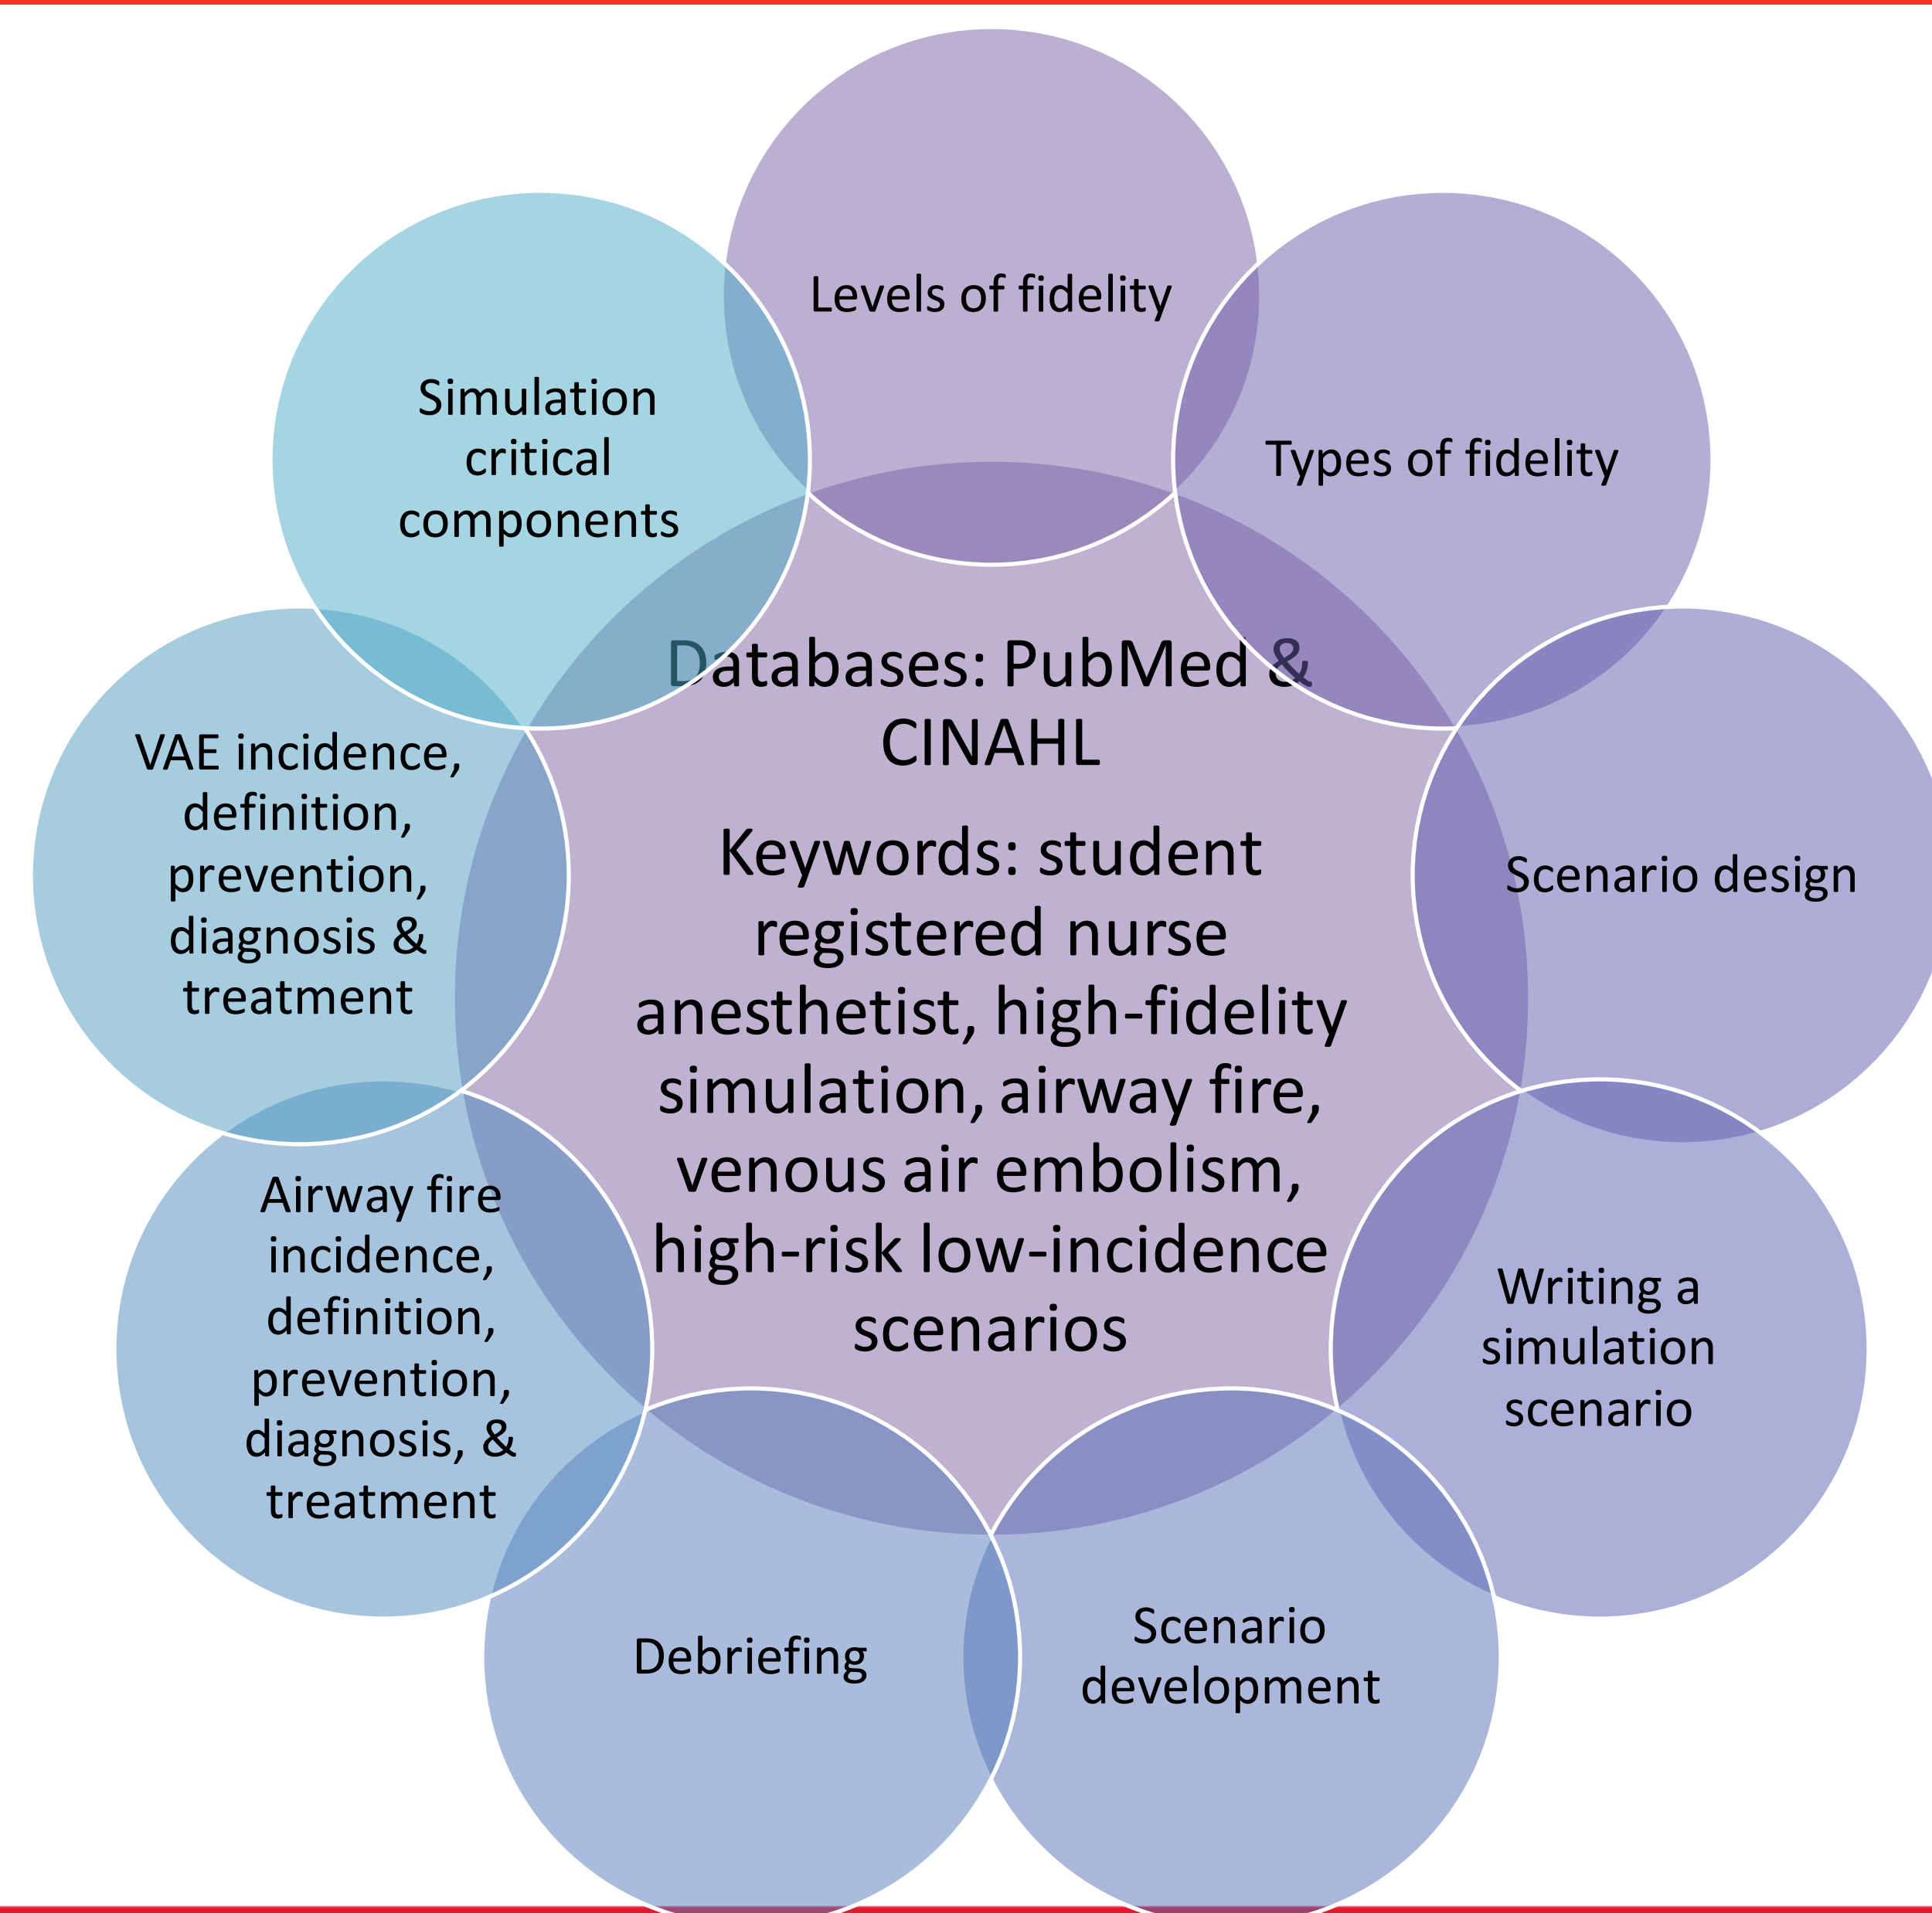 Levels of fidelity
Types of fidelity
Scenario design
Writing a
simulation
scenario
Scenario
development
Debriefing
Airway fire
incidence,
definition,
prevention,
diagnosis, &
treatment
VAE incidence,
definition,
prevention,
diagnosis &
treatment
Simulation
critical
components
Databases: PubMed &
CINAHL
Keywords: student
registered nurse
anesthetist, high-fidelity
simulation, airway fire,
venous air embolism,
high-risk low-incidence
scenarios